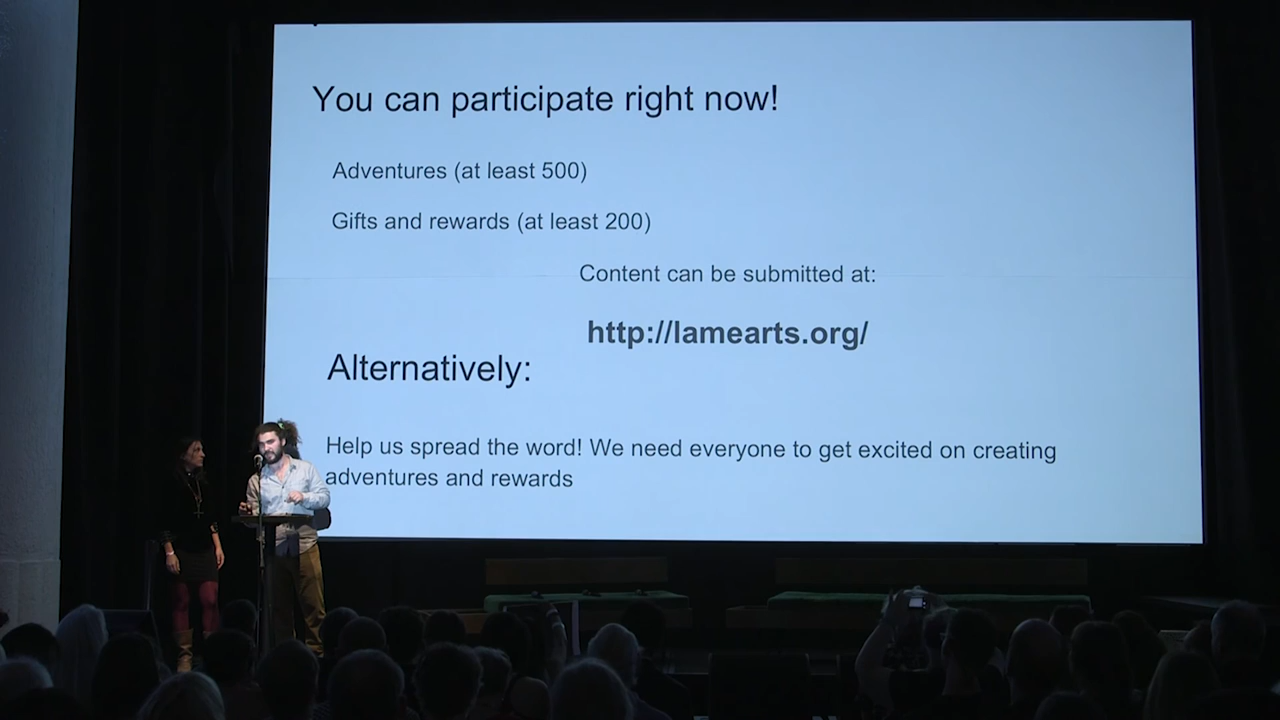 You can participate right now!
Adventures (at least 500)
Gifts and rewards (at least 200)
Content can be submitted at:
http://lamearts.org/
Alternatively:
Help us spread the word! We need everyone to get excited on creating
adventures and rewards